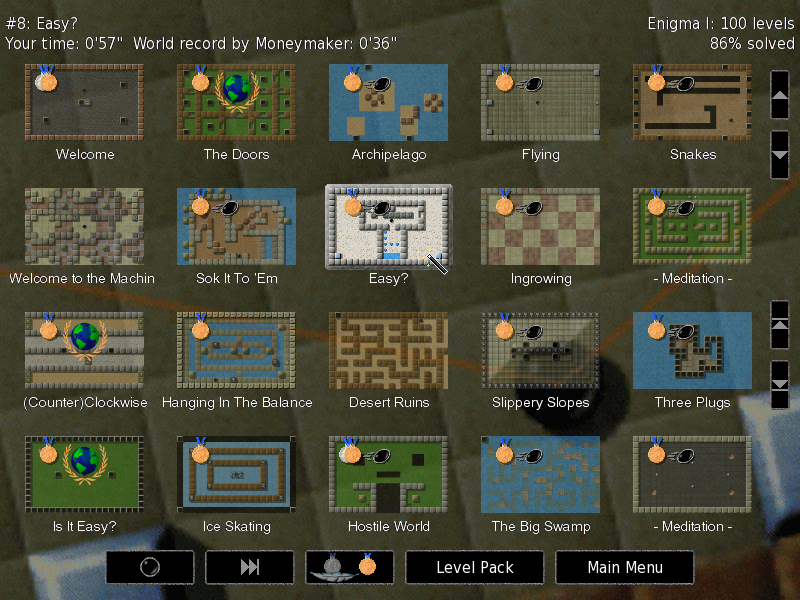 #8: Easy?
Enigma I: 100 levels
Your time: 0'57" World record by Moneymaker: 0'36"
86% solved
Welcome
The Doors
Archipelago
Flying
Snakes
Welcome to the Machin
Sok It To 'Em
Easy?
Ingrowing
- Meditation -
(Counter)Clockwise
Hanging In The Balance
Desert Ruins
Slippery Slopes
Three Plugs
Is It Easy?
Ice Skating
Hostile World
The Big Swamp
- Meditation -
Level Pack
Main Menu